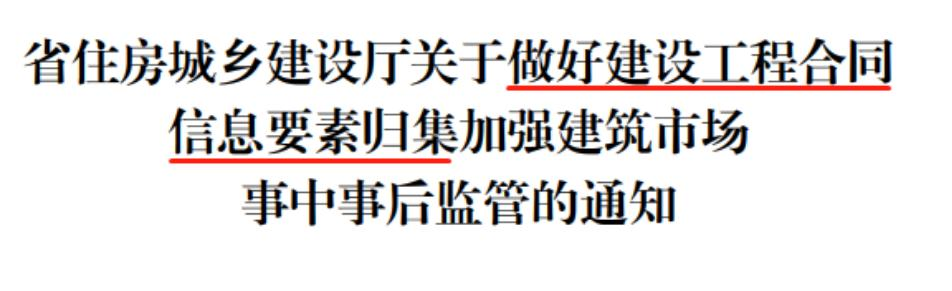 省住房城乡建设厅关于做好建设工程合同
信息要素归集加强建筑市场
事中事后监管的通知